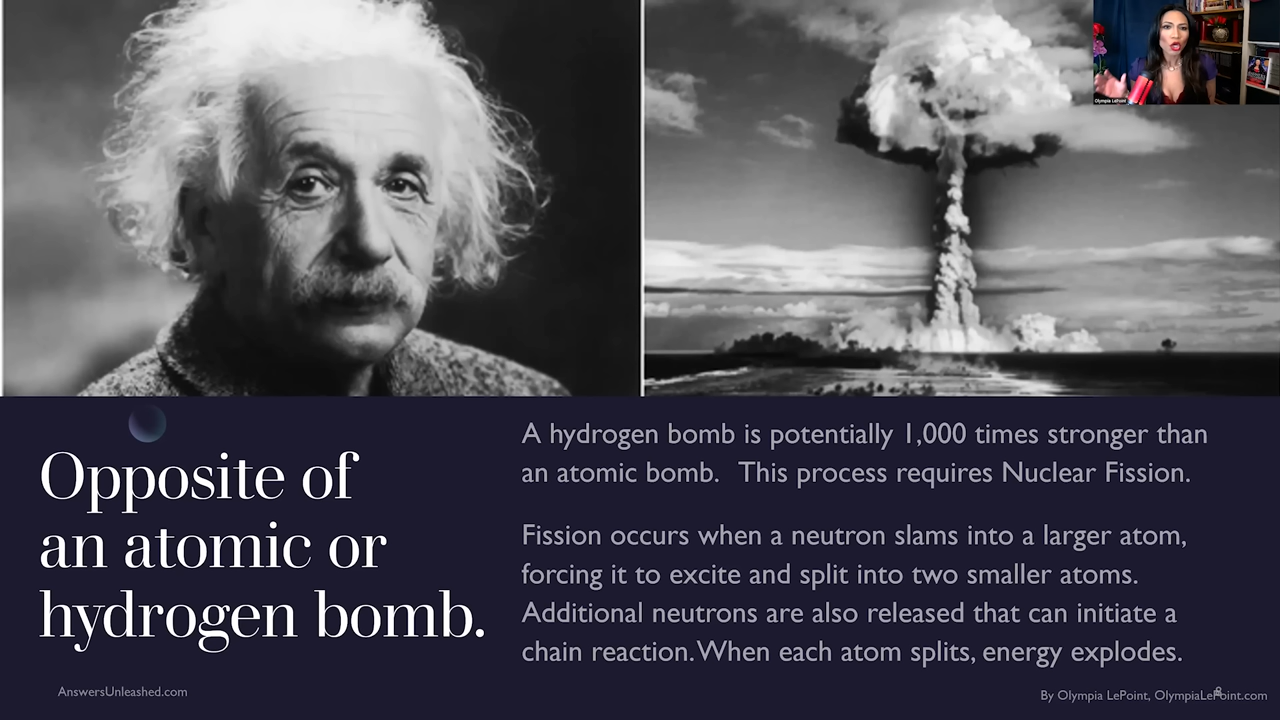 Olympia LePoint
Opposite of
an atomic or
hydrogen bomb.
A hydrogen bomb is potentially 1,000 times stronger than
an atomic bomb. This process requires Nuclear Fission.
Fission occurs when a neutron slams into a larger atom,
forcing it to excite and split into two smaller atoms.
Additional neutrons are also released that can initiate a
chain reaction. When each atom splits, energy explodes.
AnswersUnleashed.com
By Olympia LePoint, OlympiaLePoint.com